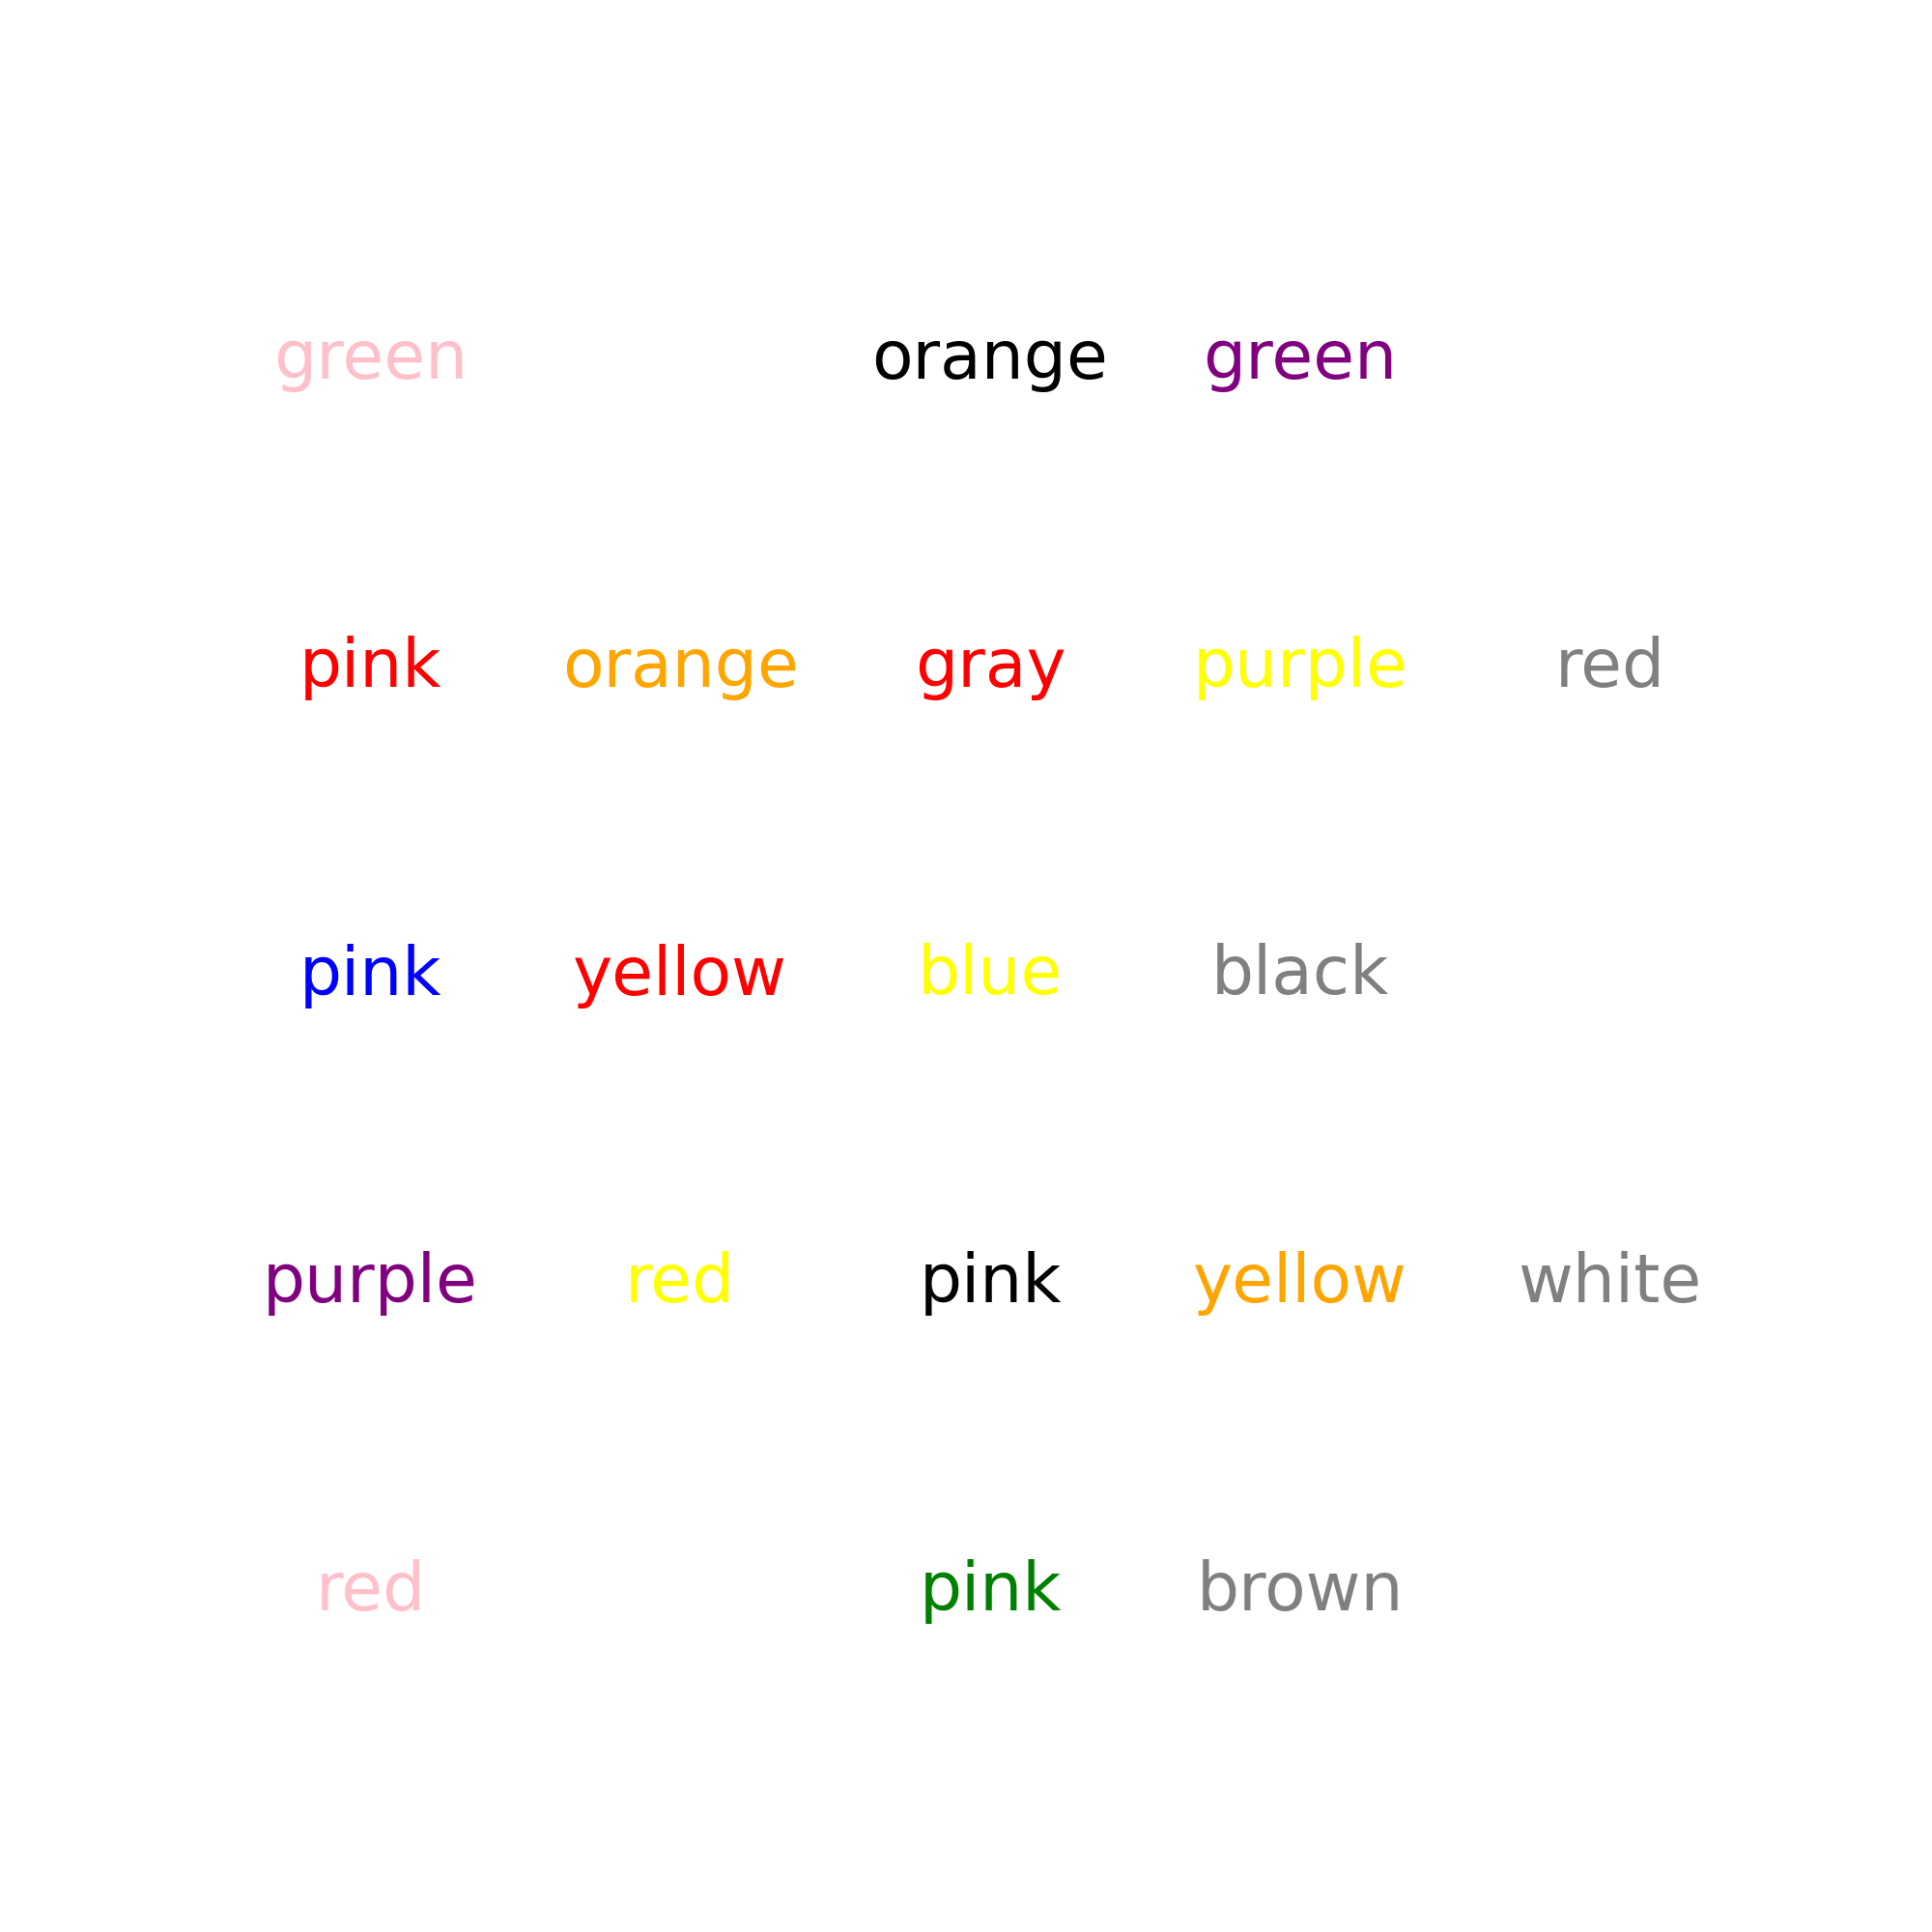 green orange green
pink orange gray purple red
pink yellow blue black
purple red pink yellow white
red pink brown